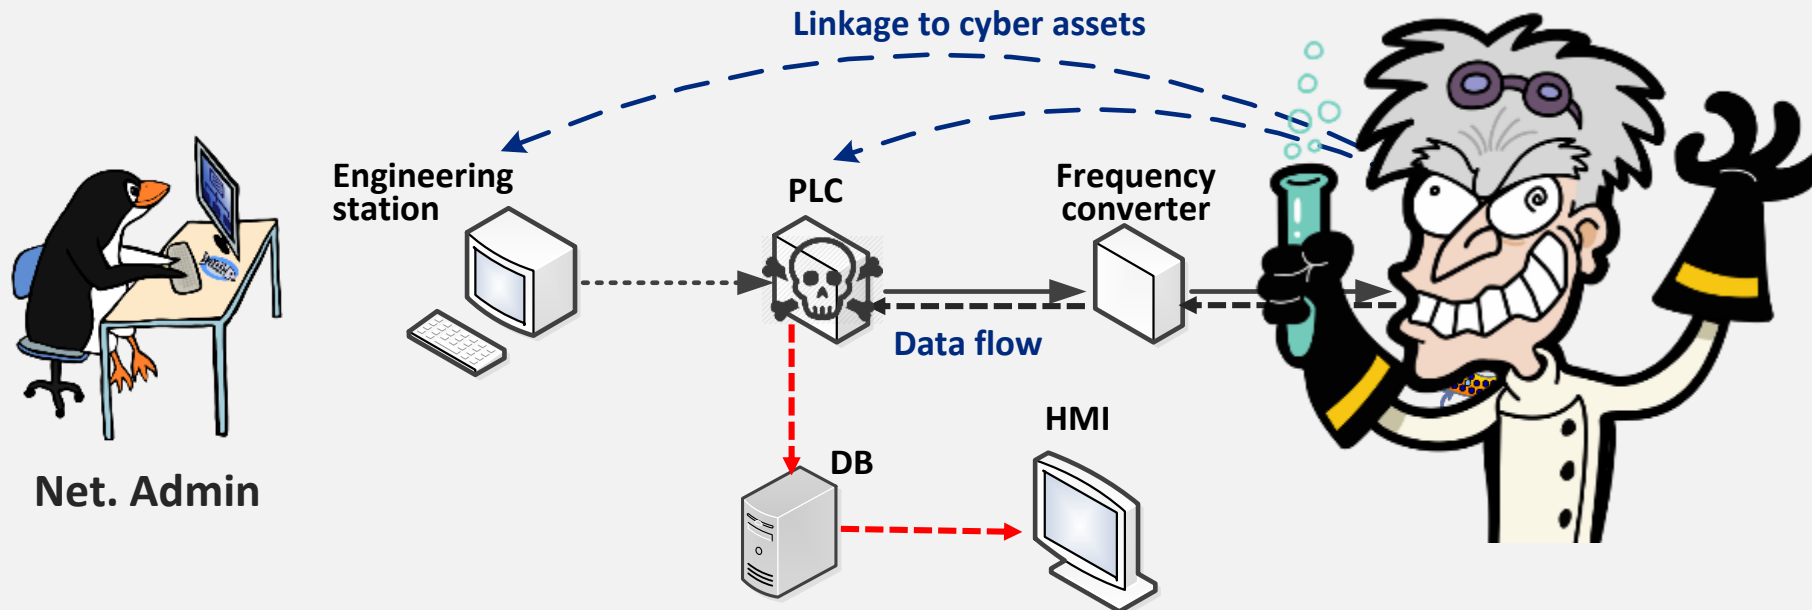 Linkage to cyber assets
Engineering
station
PLC
Frequency
converter
Data flow
HMI
DB
Net. Admin